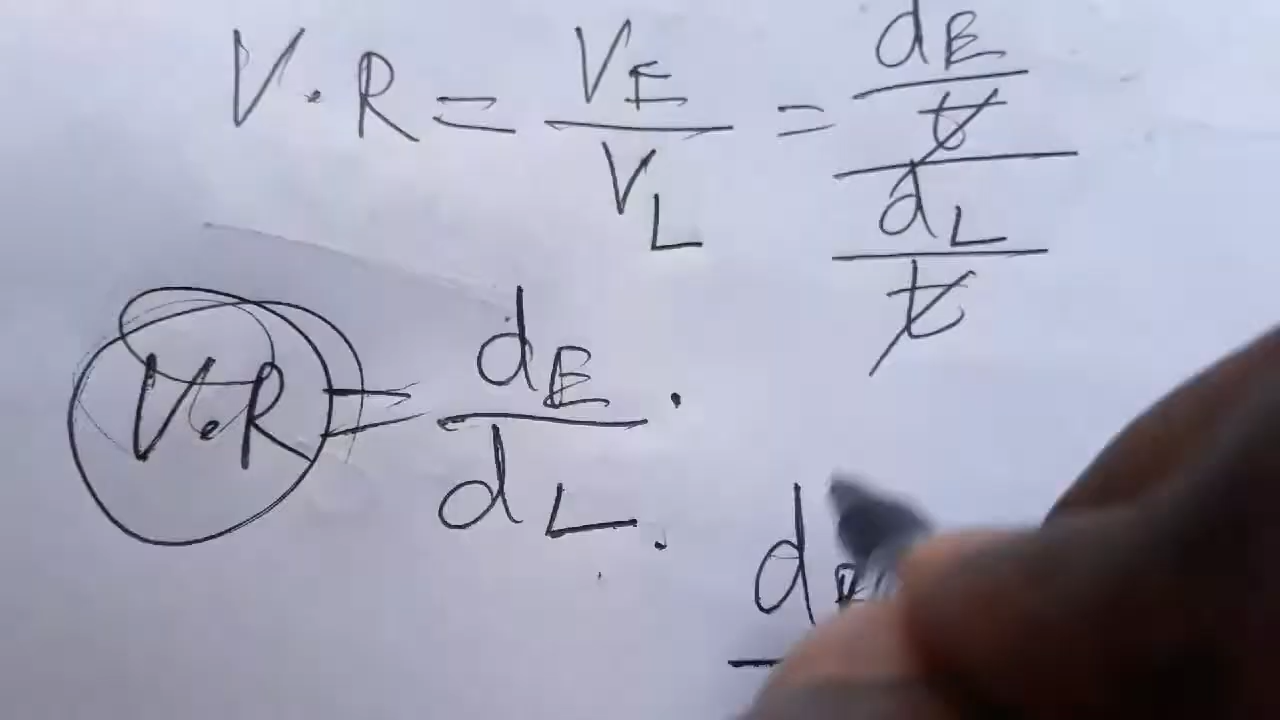 V.R = V_E / V_L = (d_E / t) / (d_L / t)
V.R = d_E / d_L .
d